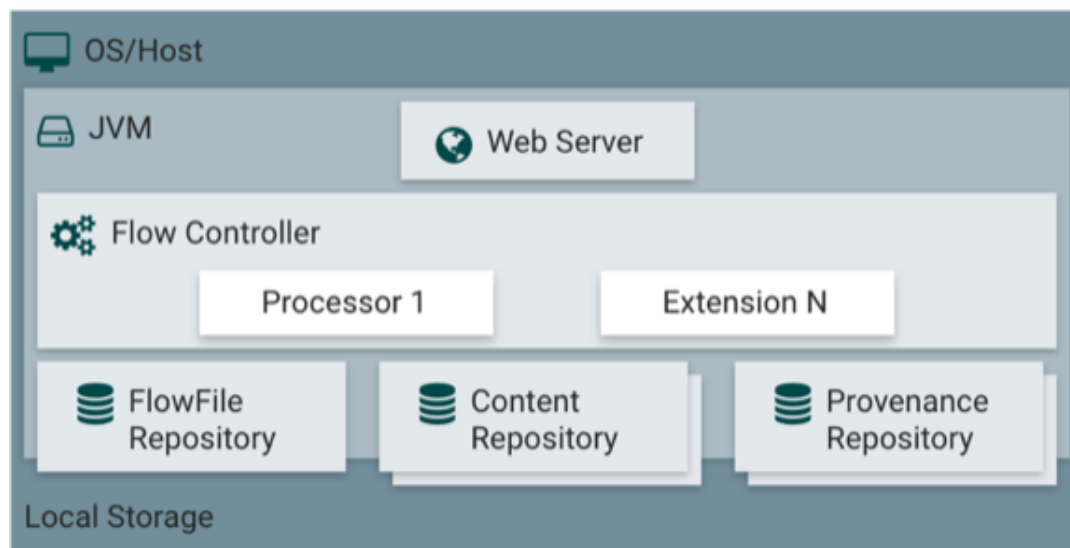 OS/Host
JVM
Web Server
Flow Controller
Processor 1
Extension N
FlowFile
Repository
Content
Repository
Provenance
Repository
Local Storage